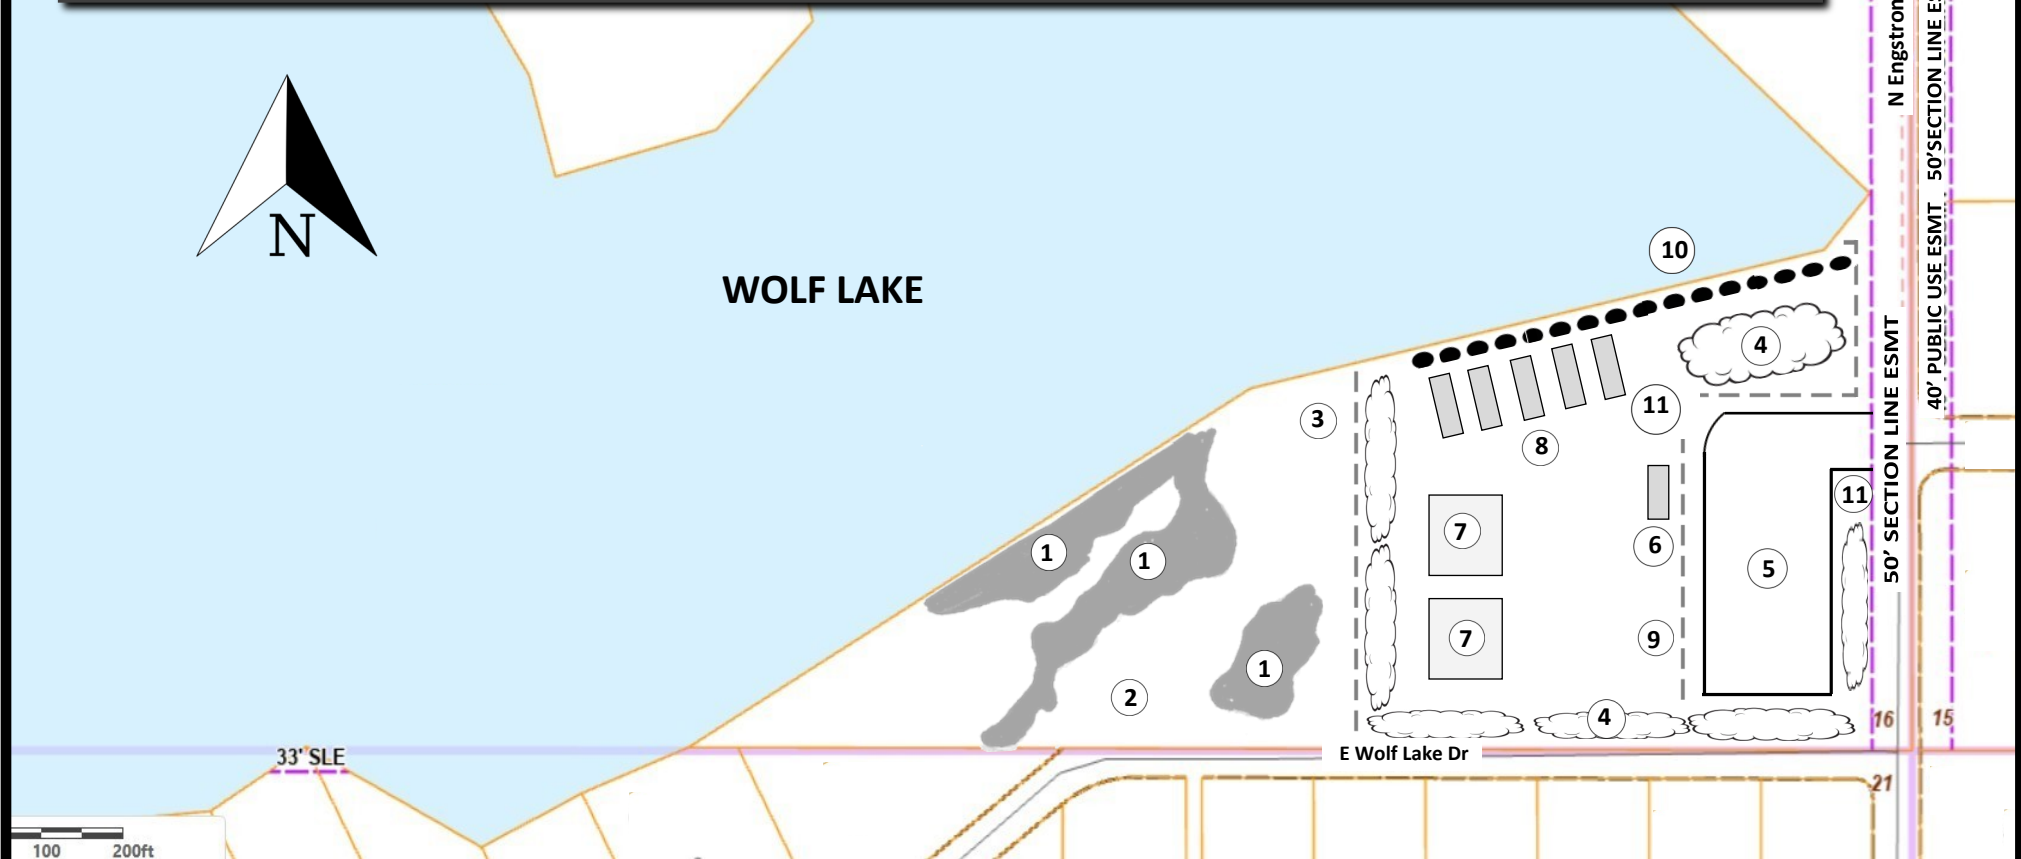 N Engstrom
50'SECTION LINE ES
40' PUBLIC USE ESMT
50' SECTION LINE ESMT
N
WOLF LAKE
10
4
3
11
8
11
1
1
7
6
5
7
9
1
2
4
16
15
33' SLE
E Wolf Lake Dr
21
100
200ft